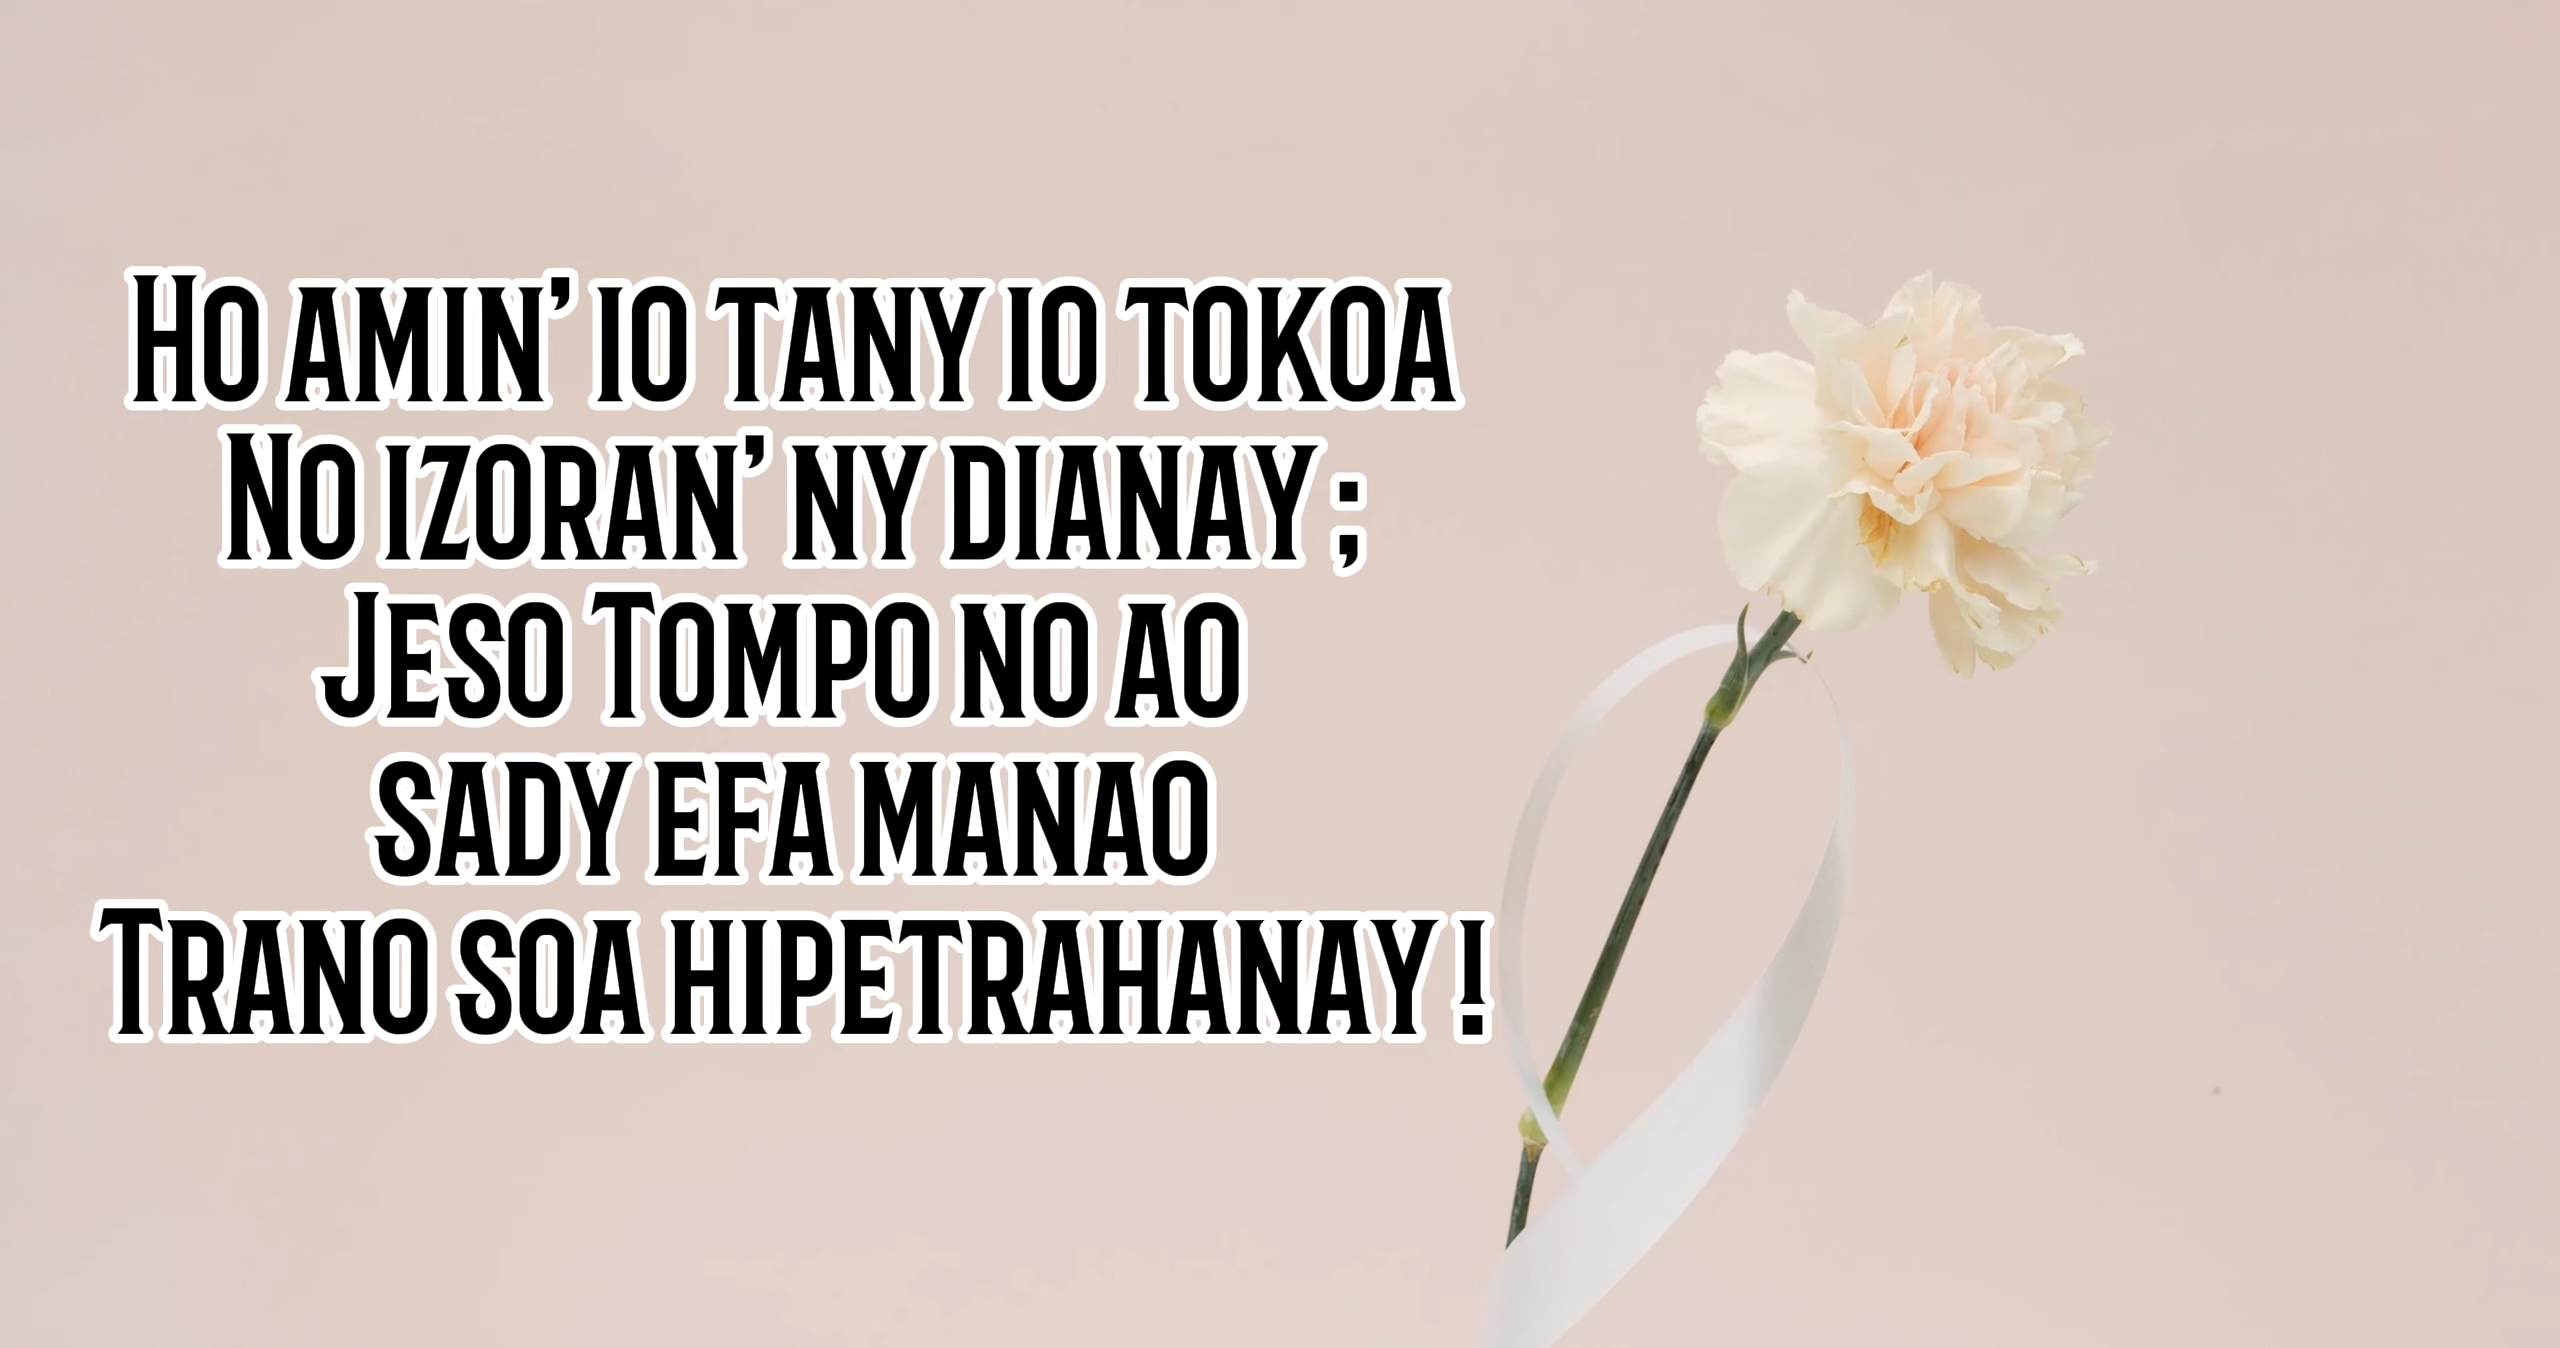 Ho amin’ io tany io tokoa
No izoran’ ny dianay ;
Jeso Tompo no ao
sady efa manao
Trano soa hipetrahanay !